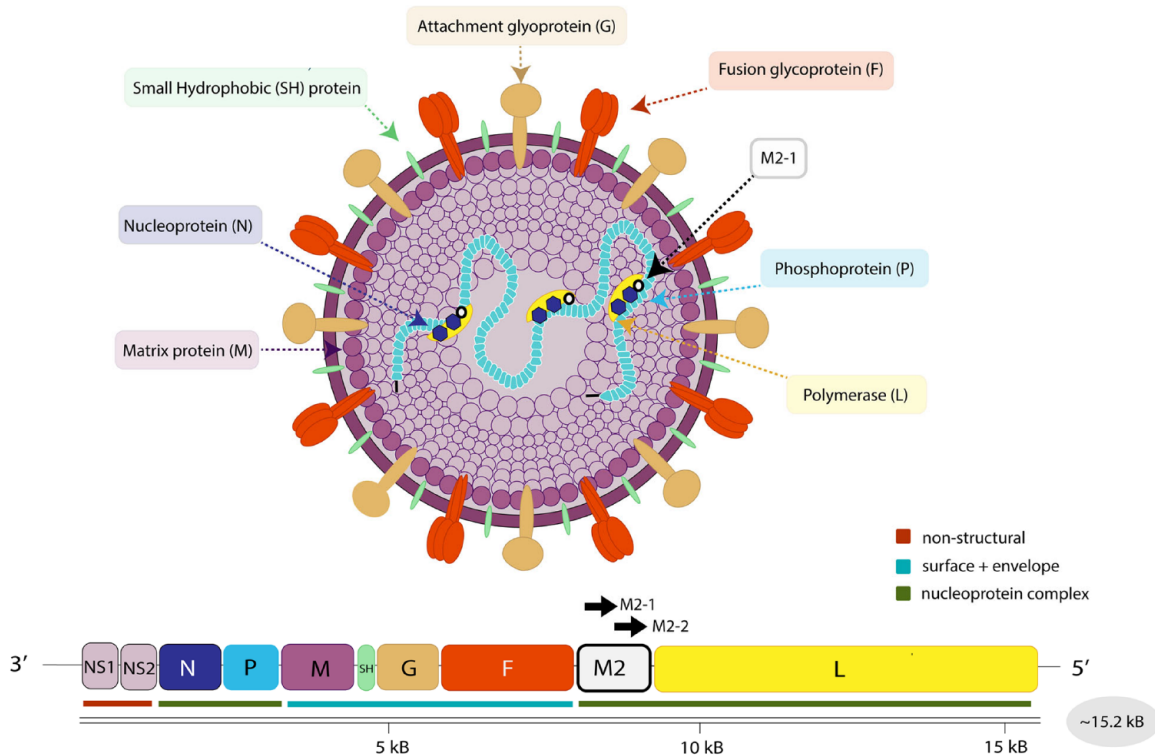 Attachment glyoprotein (G)
Fusion glycoprotein (F)
Small Hydrophobic (SH) protein
M2-1
Nucleoprotein (N)
Phosphoprotein (P)
Matrix protein (M)
Polymerase (L)
non-structural
surface + envelope
nucleoprotein complex
M2-1
M2-2
3′ NS1 NS2 N P M SH G F M2 L 5′
~15.2 kB
5 kB 10 kB 15 kB